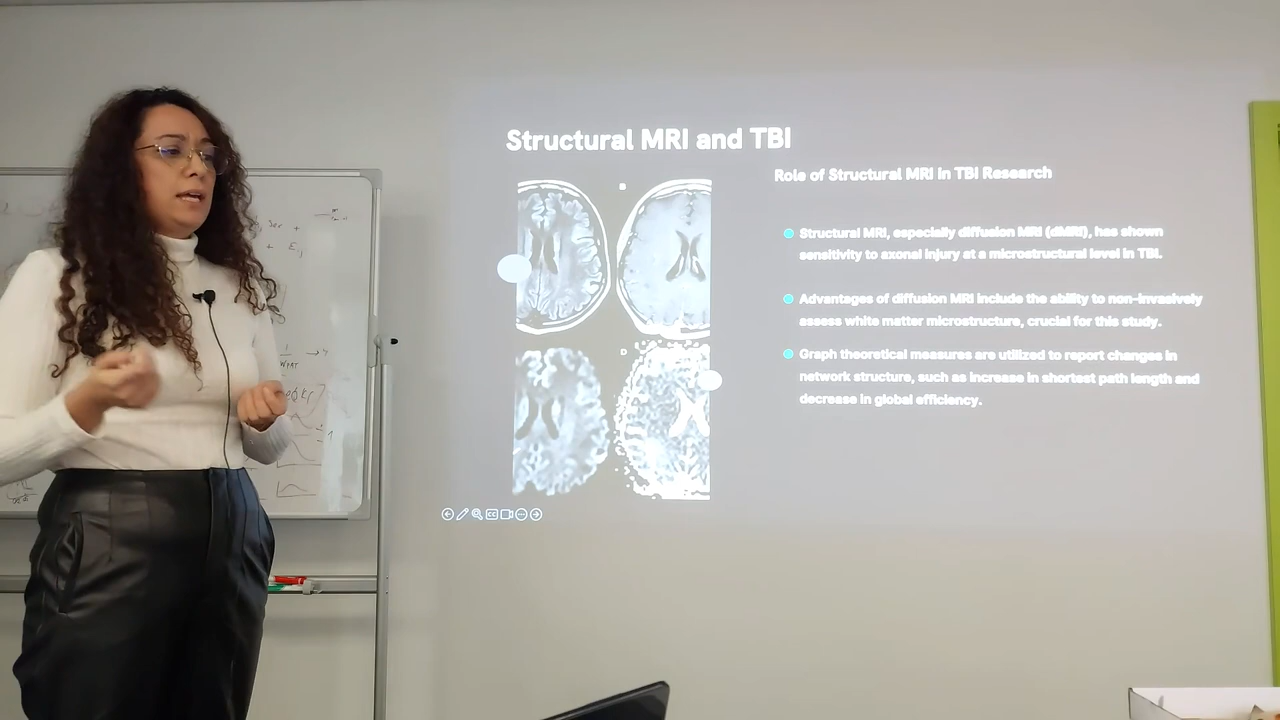 Structural MRI and TBI
Role of Structural MRI in TBI Research
Structural MRI, especially diffusion MRI (dMRI), has shown
sensitivity to axonal injury at a microstructural level in TBI.
Advantages of diffusion MRI include the ability to non-invasively
assess white matter microstructure, crucial for this study.
Graph theoretical measures are utilized to report changes in
network structure, such as increase in shortest path length and
decrease in global efficiency.